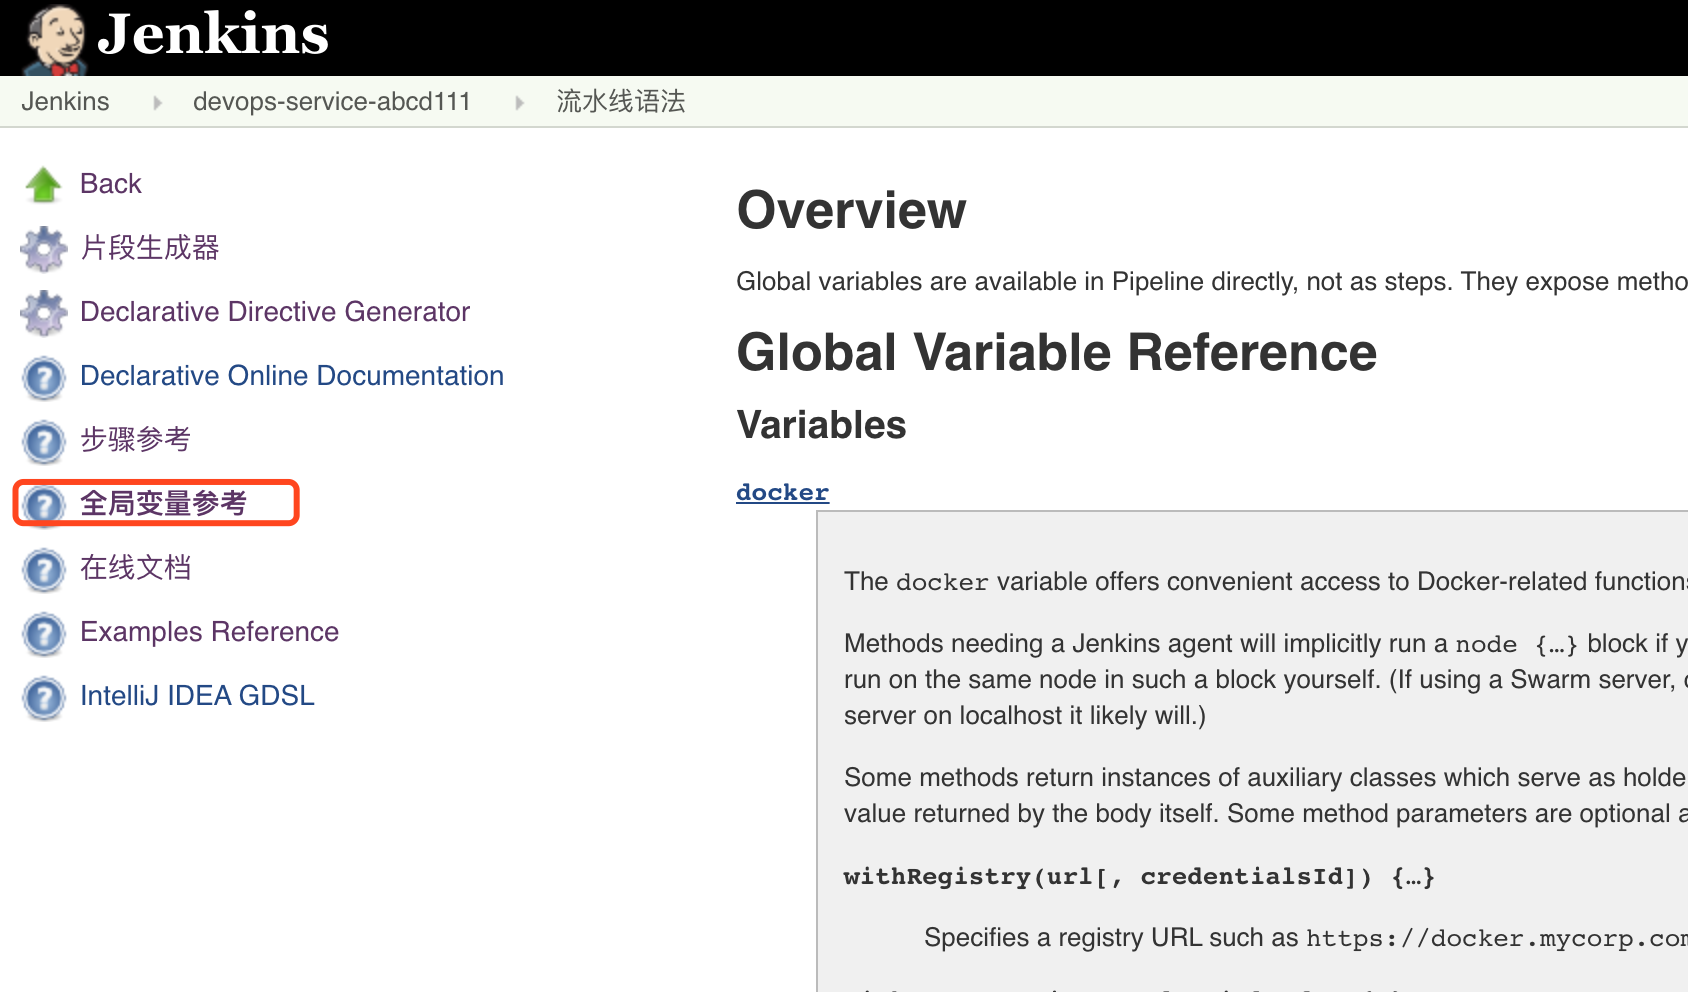 Jenkins
Jenkins devops-service-abcd111 流水线语法
Back
片段生成器
Declarative Directive Generator
Declarative Online Documentation
步骤参考
全局变量参考
在线文档
Examples Reference
IntelliJ IDEA GDSL
Overview
Global variables are available in Pipeline directly, not as steps. They expose metho
Global Variable Reference
Variables
docker
The docker variable offers convenient access to Docker-related functions
Methods needing a Jenkins agent will implicitly run a node {…} block if y
run on the same node in such a block yourself. (If using a Swarm server,
server on localhost it likely will.)
Some methods return instances of auxiliary classes which serve as holde
value returned by the body itself. Some method parameters are optional a
withRegistry(url[, credentialsId]) {…}
Specifies a registry URL such as https://docker.mycorp.com